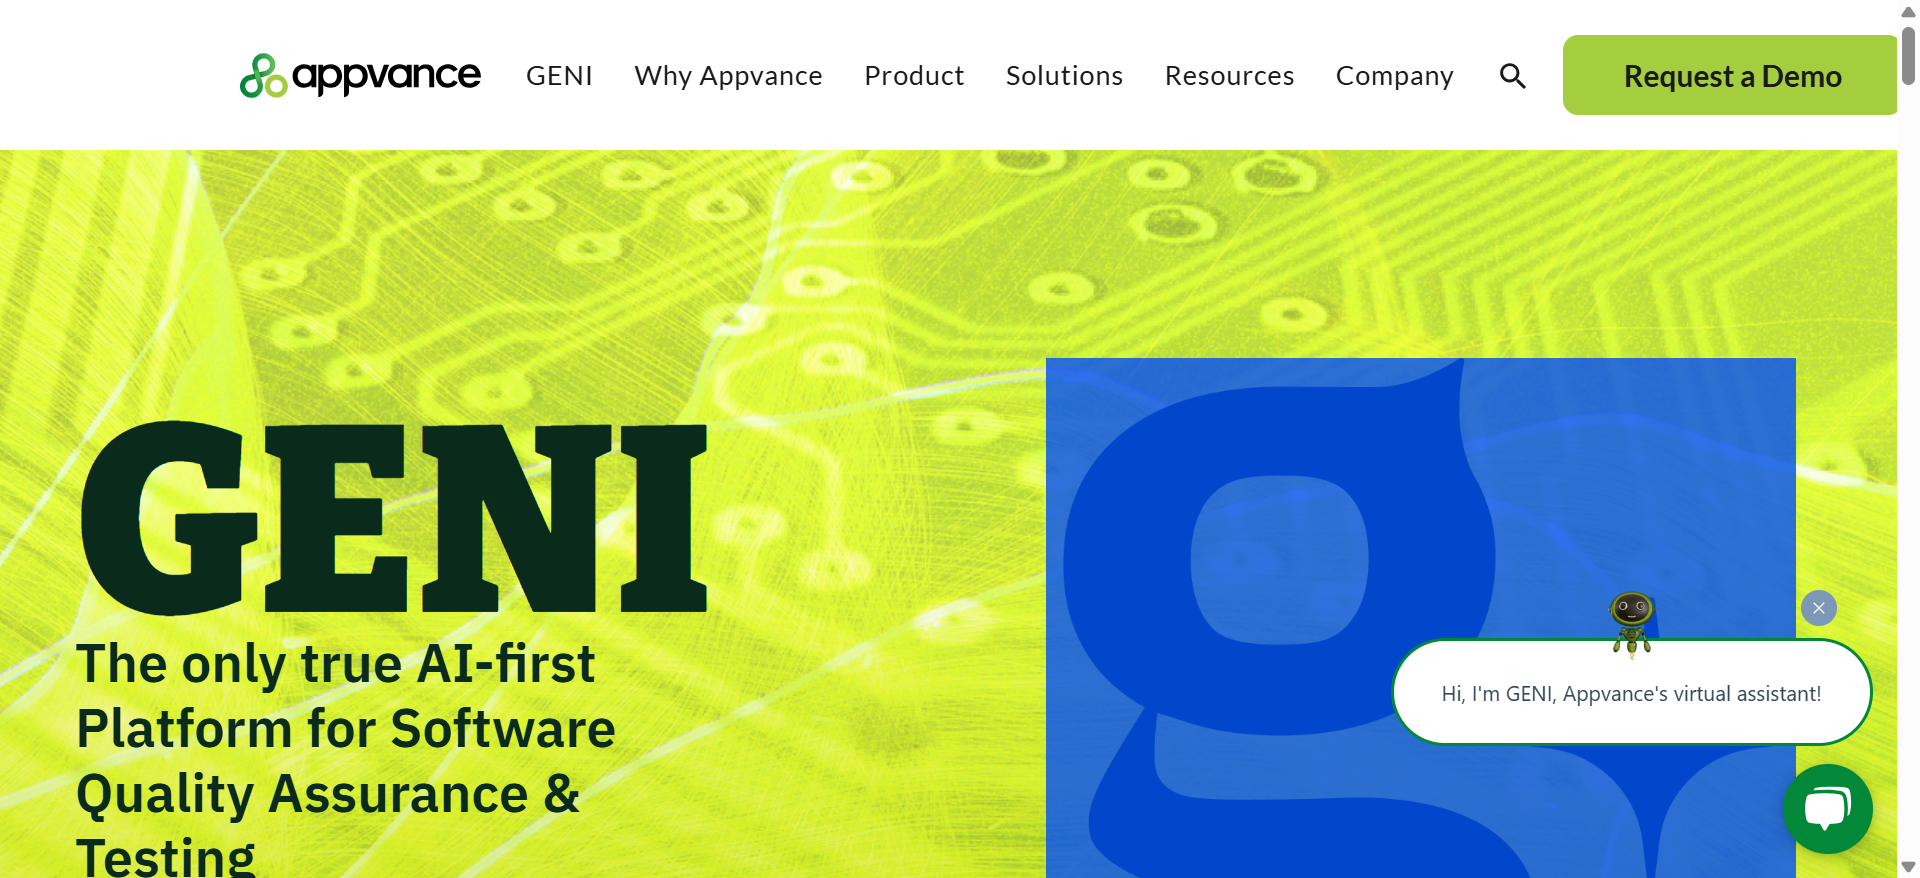 appvance
GENI
Why Appvance
Product
Solutions
Resources
Company
Request a Demo
GENI
The only true AI-first
Platform for Software
Quality Assurance &
Testing
g
Hi, I'm GENI, Appvance's virtual assistant!